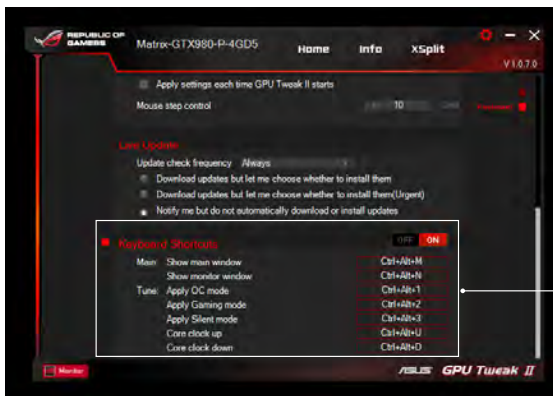 REPUBLIC OF
GAMERS
Matrix-GTX980-P-4GD5
Home Info XSplit
V1.0.7.0
Apply settings each time GPU Tweak II starts
Mouse step control 10
Live Update
Update check frequency Always
Download updates but let me choose whether to install them
Download updates but let me choose whether to install them(Urgent)
Notify me but do not automatically download or install updates
Keyboard Shortcuts OFF ON
Main: Show main window Ctrl+Alt+M
Show monitor window Ctrl+Alt+N
Tune: Apply OC mode Ctrl+Alt+1
Apply Gaming mode Ctrl+Alt+2
Apply Silent mode Ctrl+Alt+3
Core clock up Ctrl+Alt+U
Core clock down Ctrl+Alt+D
Monitor
ASUS GPU Tweak II